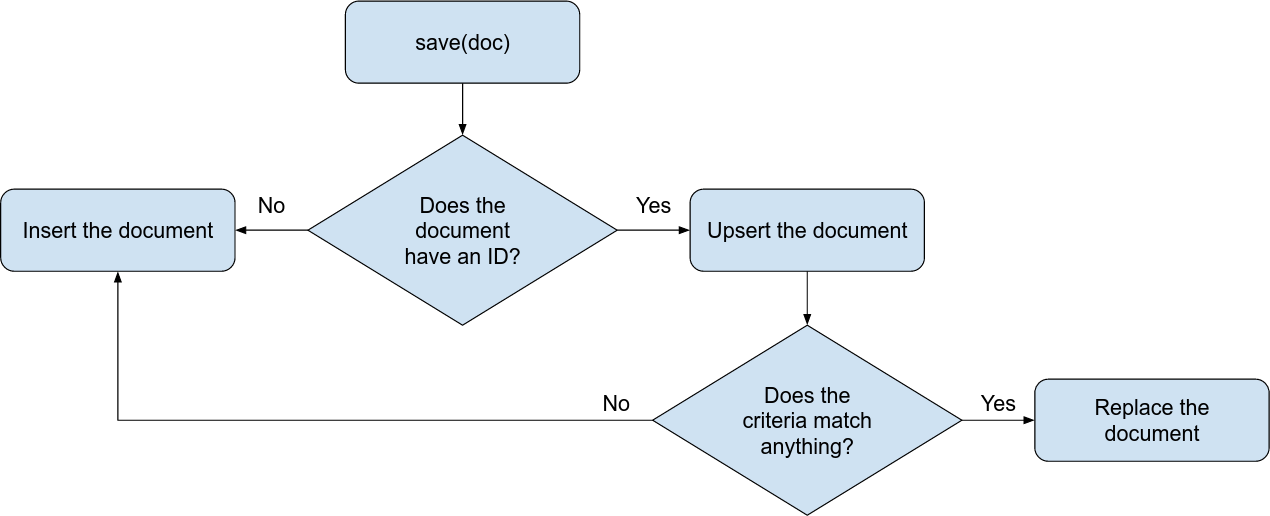 save(doc)
No
Does the
document
have an ID?
Yes
Insert the document
Upsert the document
No
Does the
criteria match
anything?
Yes
Replace the
document